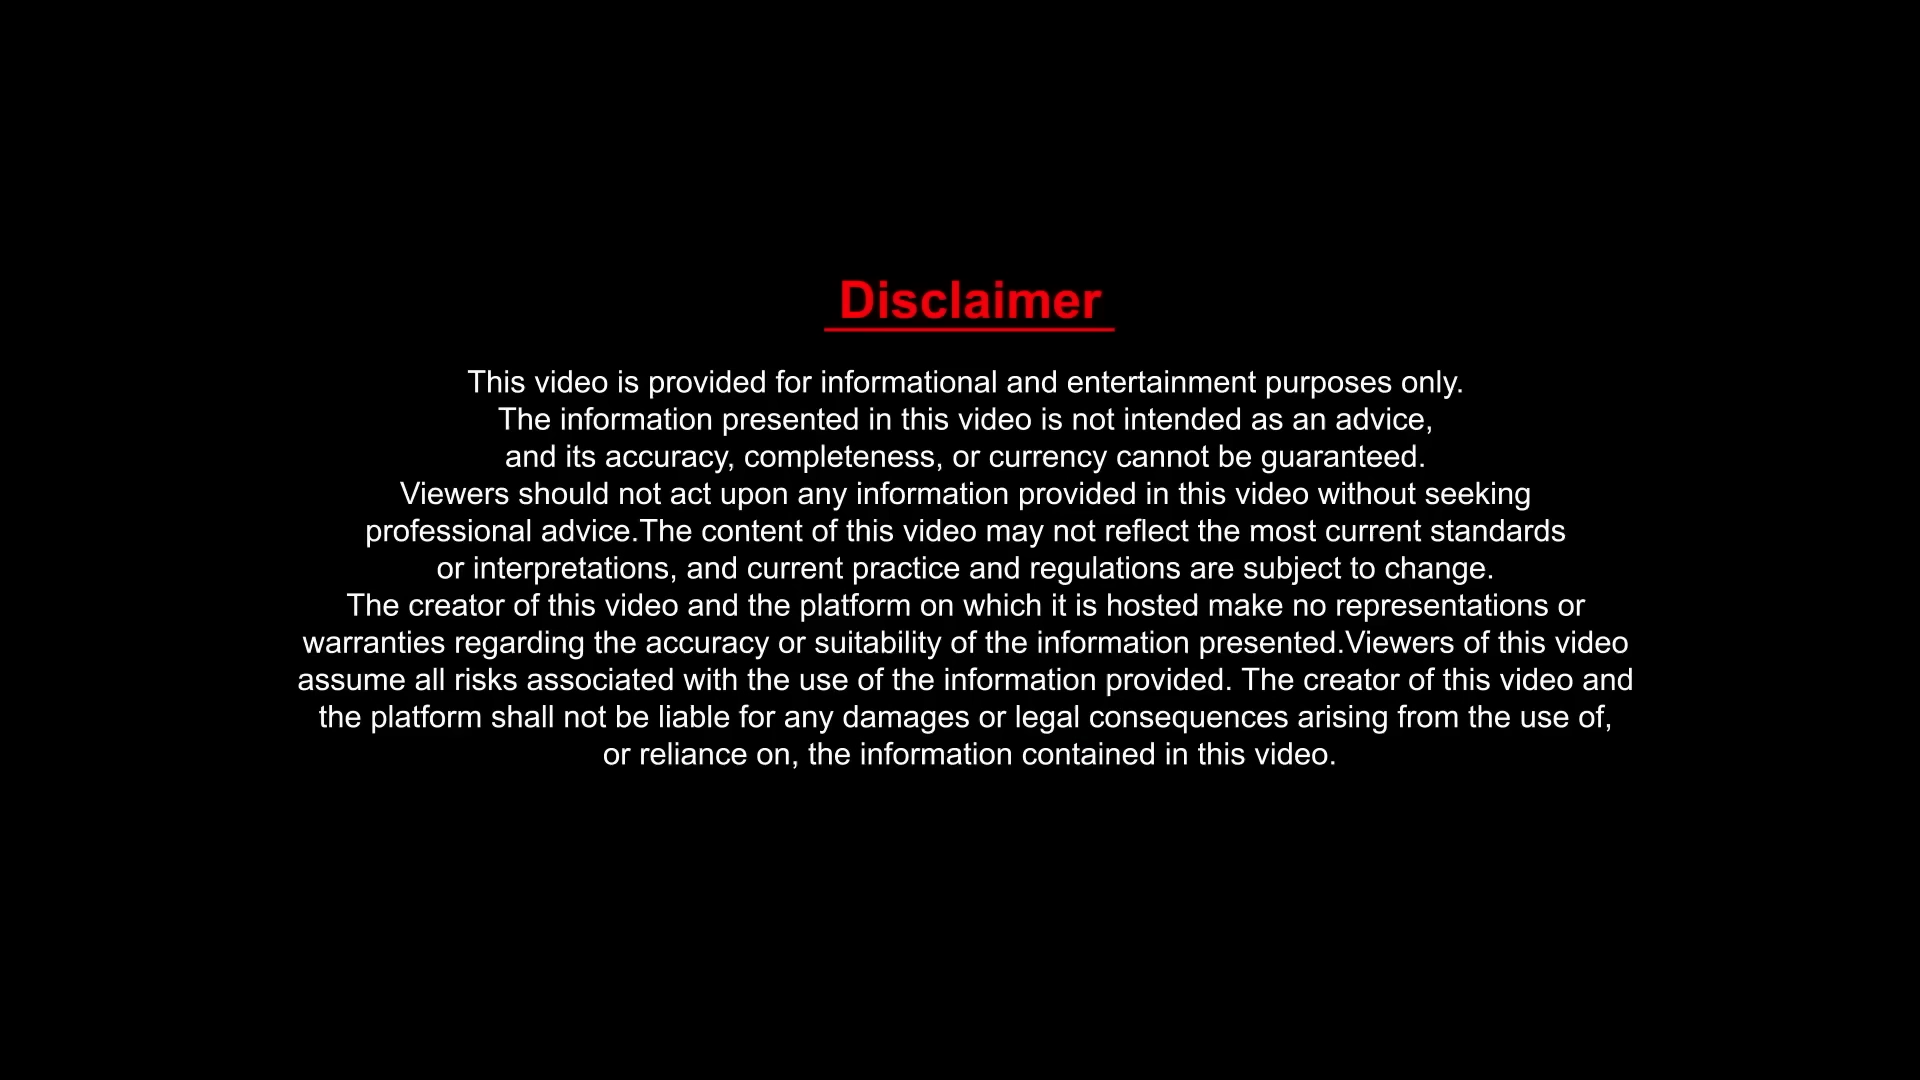 Disclaimer
This video is provided for informational and entertainment purposes only.
The information presented in this video is not intended as an advice,
and its accuracy, completeness, or currency cannot be guaranteed.
Viewers should not act upon any information provided in this video without seeking
professional advice.The content of this video may not reflect the most current standards
or interpretations, and current practice and regulations are subject to change.
The creator of this video and the platform on which it is hosted make no representations or
warranties regarding the accuracy or suitability of the information presented.Viewers of this video
assume all risks associated with the use of the information provided. The creator of this video and
the platform shall not be liable for any damages or legal consequences arising from the use of,
or reliance on, the information contained in this video.